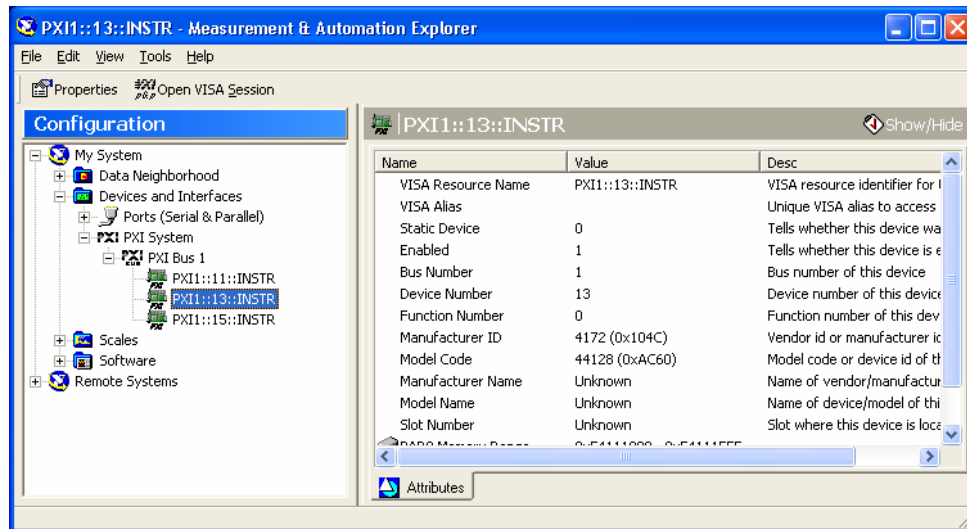 PXI1::13::INSTR - Measurement & Automation Explorer
File Edit View Tools Help
Properties Open VISA Session
Configuration
My System
Data Neighborhood
Devices and Interfaces
Ports (Serial & Parallel)
PXI PXI System
PXI Bus 1
PXI1::11::INSTR
PXI1::13::INSTR
PXI1::15::INSTR
Scales
Software
Remote Systems
PXI1::13::INSTR Show/Hide
Name Value Desc
VISA Resource Name PXI1::13::INSTR VISA resource identifier for
VISA Alias Unique VISA alias to access
Static Device 0 Tells whether this device wa
Enabled 1 Tells whether this device is e
Bus Number 1 Bus number of this device
Device Number 13 Device number of this device
Function Number 0 Function number of this dev
Manufacturer ID 4172 (0x104C) Vendor id or manufacturer id
Model Code 44128 (0xAC60) Model code or device id of th
Manufacturer Name Unknown Name of vendor/manufactur
Model Name Unknown Name of device/model of thi
Slot Number Unknown Slot where this device is loca
Attributes